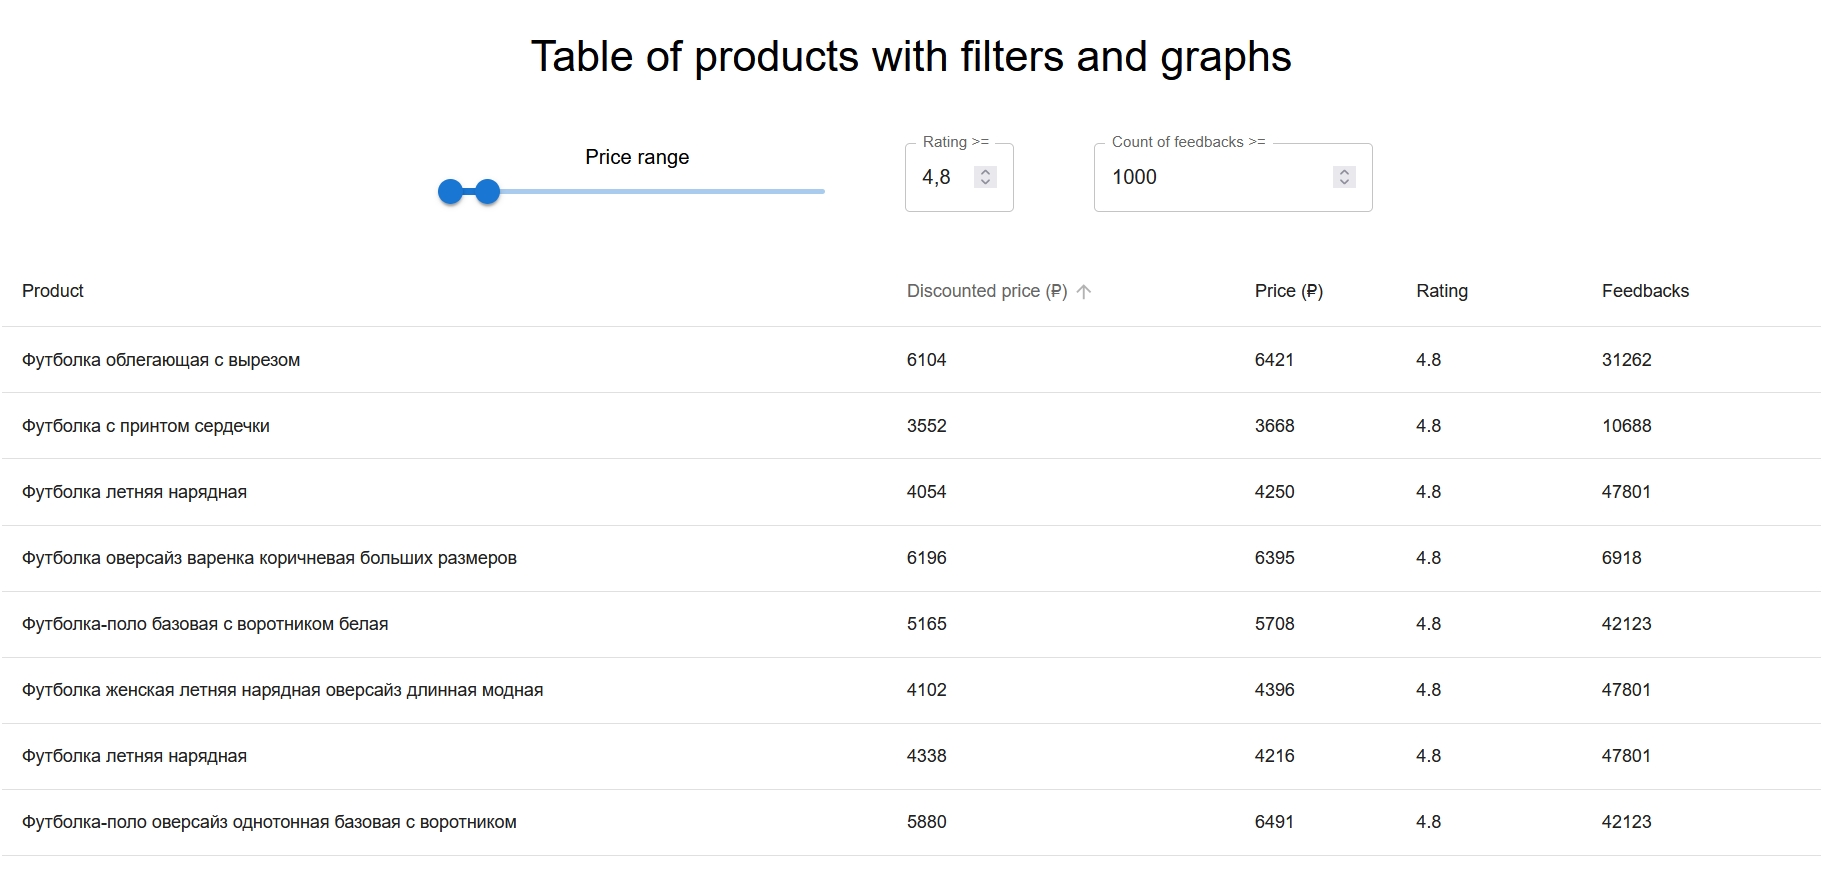 Table of products with filters and graphs
Price range
Rating >=
4,8
Count of feedbacks >=
1000
Product Discounted price (₽) Price (₽) Rating Feedbacks
Футболка облегающая с вырезом 6104 6421 4.8 31262
Футболка с принтом сердечки 3552 3668 4.8 10688
Футболка летняя нарядная 4054 4250 4.8 47801
Футболка оверсайз варенка коричневая больших размеров 6196 6395 4.8 6918
Футболка-поло базовая с воротником белая 5165 5708 4.8 42123
Футболка женская летняя нарядная оверсайз длинная модная 4102 4396 4.8 47801
Футболка летняя нарядная 4338 4216 4.8 47801
Футболка-поло оверсайз однотонная базовая с воротником 5880 6491 4.8 42123